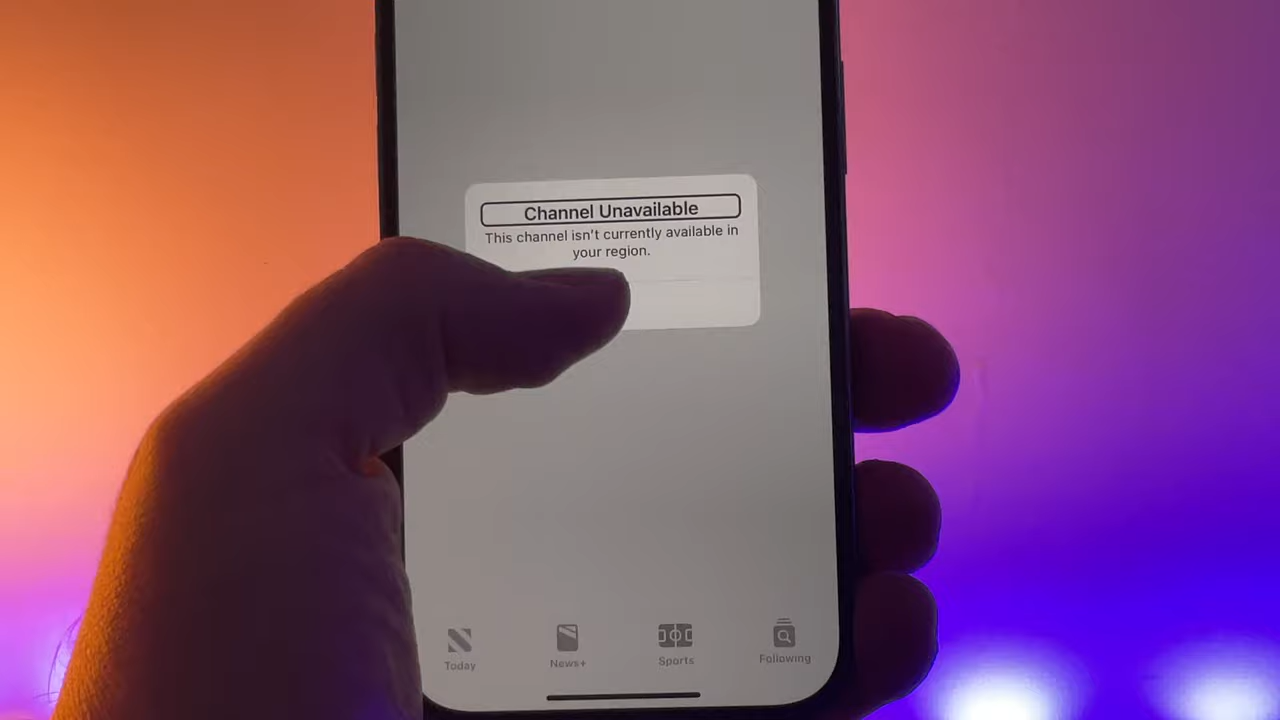 Channel Unavailable
This channel isn't currently available in
your region.
Today
News+
Sports
Following